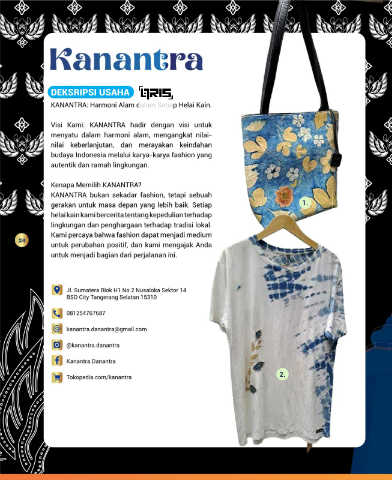 Kanantra
DEKSRIPSI USAHA QRIS
KANANTRA: Harmoni Alam dalam Setiap Helai Kain.
Visi Kami: KANANTRA hadir dengan visi untuk
menyatu dalam harmoni alam, mengangkat nilai-
nilai keberlanjutan, dan merayakan keindahan
budaya Indonesia melalui karya-karya fashion yang
autentik dan ramah lingkungan.
Kenapa Memilih KANANTRA?
KANANTRA bukan sekadar fashion, tetapi sebuah
gerakan untuk masa depan yang lebih baik. Setiap
helai kain kami bercerita tentang kepedulian terhadap
lingkungan dan penghargaan terhadap tradisi lokal.
Kami percaya bahwa fashion dapat menjadi medium
untuk perubahan positif, dan kami mengajak Anda
untuk menjadi bagian dari perjalanan ini.
Jl. Sumatera Blok H1 No 2 Nusaloka Sektor 14
BSD City Tangerang Selatan 15310
081254767687
kanantra.danantra@gmail.com
@kanantra.danantra
Kanantra Danantra
Tokopedia.com/kanantra
1.
2.